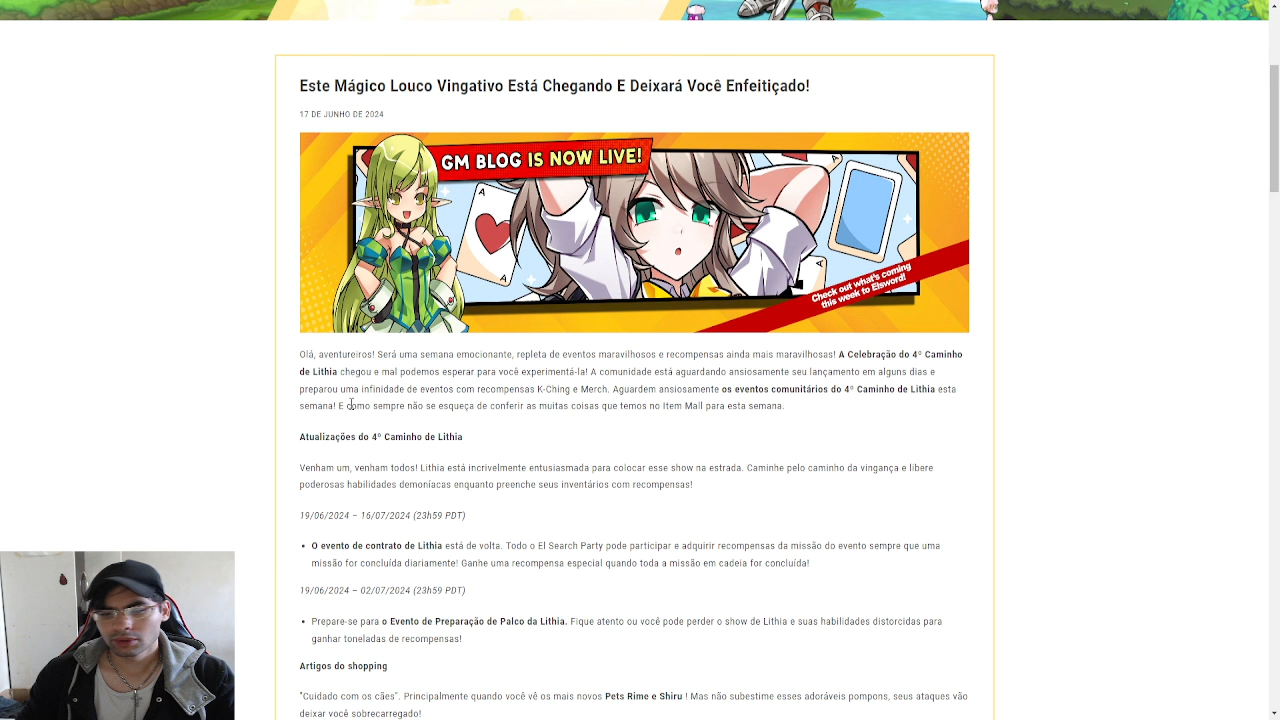 Este Mágico Louco Vingativo Está Chegando E Deixará Você Enfeitiçado!
17 DE JUNHO DE 2024
GM BLOG IS NOW LIVE!
A
A
Check out what's coming
this week to Elsword!
Olá, aventureiros! Será uma semana emocionante, repleta de eventos maravilhosos e recompensas ainda mais maravilhosas! A Celebração do 4º Caminho
de Lithia chegou e mal podemos esperar para você experimentá-la! A comunidade está aguardando ansiosamente seu lançamento em alguns dias e
preparou uma infinidade de eventos com recompensas K-Ching e Merch. Aguardem ansiosamente os eventos comunitários do 4º Caminho de Lithia esta
semana! E como sempre não se esqueça de conferir as muitas coisas que temos no Item Mall para esta semana.
Atualizações do 4º Caminho de Lithia
Venham um, venham todos! Lithia está incrivelmente entusiasmada para colocar esse show na estrada. Caminhe pelo caminho da vingança e libere
poderosas habilidades demoníacas enquanto preenche seus inventários com recompensas!
19/06/2024 – 16/07/2024 (23h59 PDT)
• O evento de contrato de Lithia está de volta. Todo o El Search Party pode participar e adquirir recompensas da missão do evento sempre que uma
missão for concluída diariamente! Ganhe uma recompensa especial quando toda a missão em cadeia for concluída!
19/06/2024 – 02/07/2024 (23h59 PDT)
• Prepare-se para o Evento de Preparação de Palco da Lithia. Fique atento ou você pode perder o show de Lithia e suas habilidades distorcidas para
ganhar toneladas de recompensas!
Artigos do shopping
"Cuidado com os cães". Principalmente quando você vê os mais novos Pets Rime e Shiru ! Mas não subestime esses adoráveis pompons, seus ataques vão
deixar você sobrecarregado!